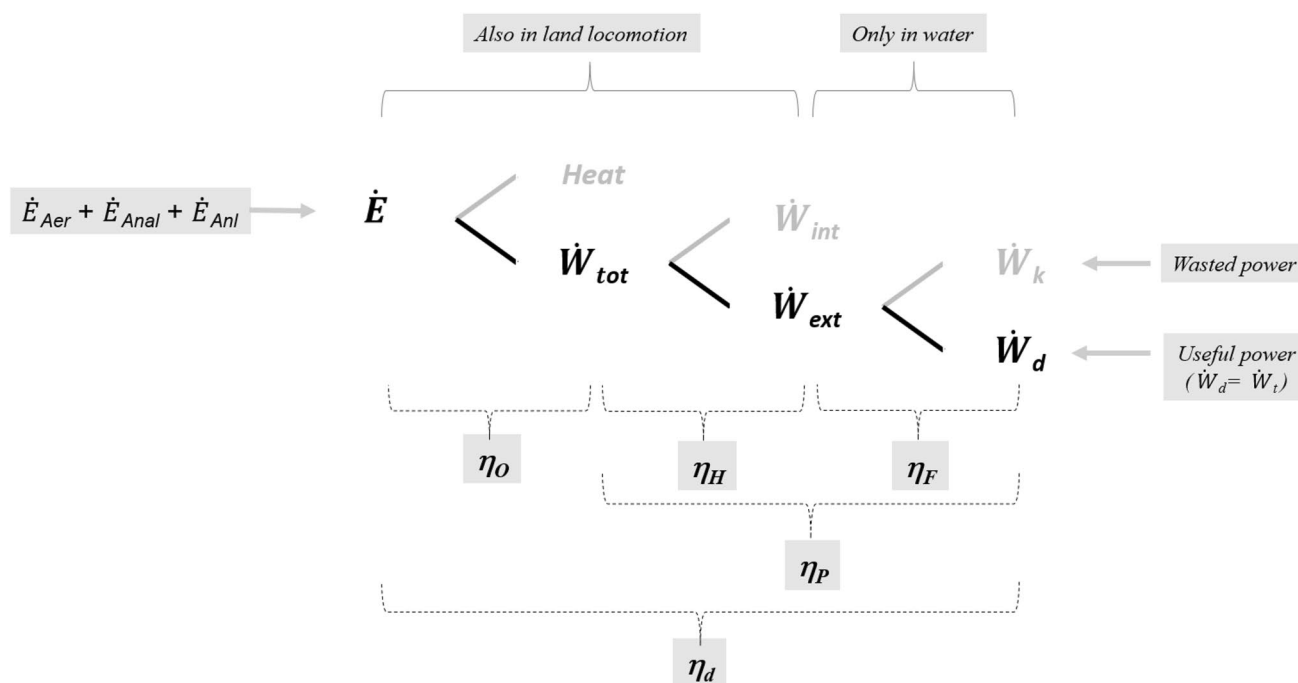 Also in land locomotion
Only in water
Heat
Ė_Aer + Ė_Anal + Ė_Anl
Ė
Ẇ_int
Ẇ_tot
Ẇ_k
Wasted power
Ẇ_ext
Ẇ_d
Useful power
( Ẇ_d= Ẇ_t)
η_O
η_H
η_F
η_P
η_d